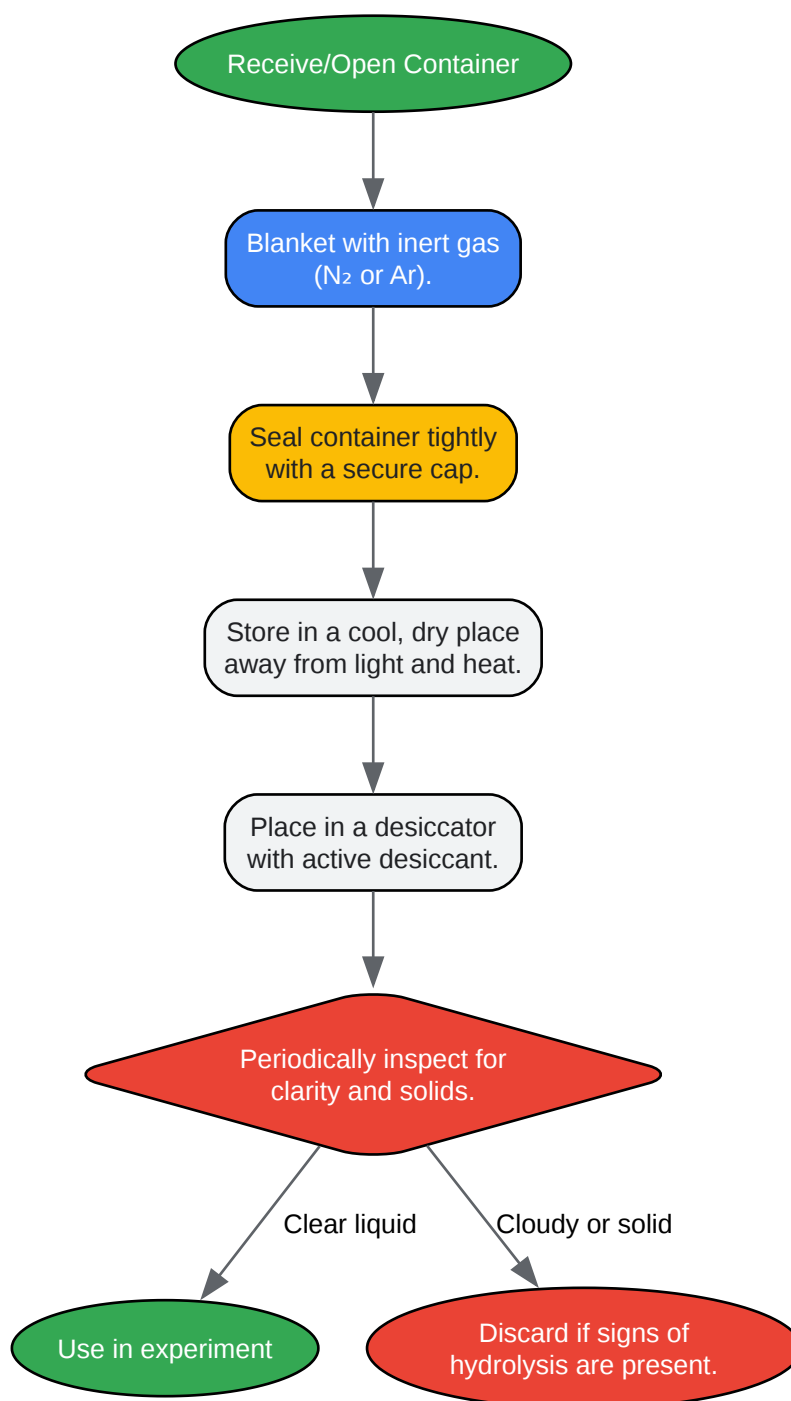 Receive/Open Container
Blanket with inert gas
(N₂ or Ar).
Seal container tightly
with a secure cap.
Store in a cool, dry place
away from light and heat.
Place in a desiccator
with active desiccant.
Periodically inspect for
clarity and solids.
Clear liquid
Cloudy or solid
Use in experiment
Discard if signs of
hydrolysis are present.